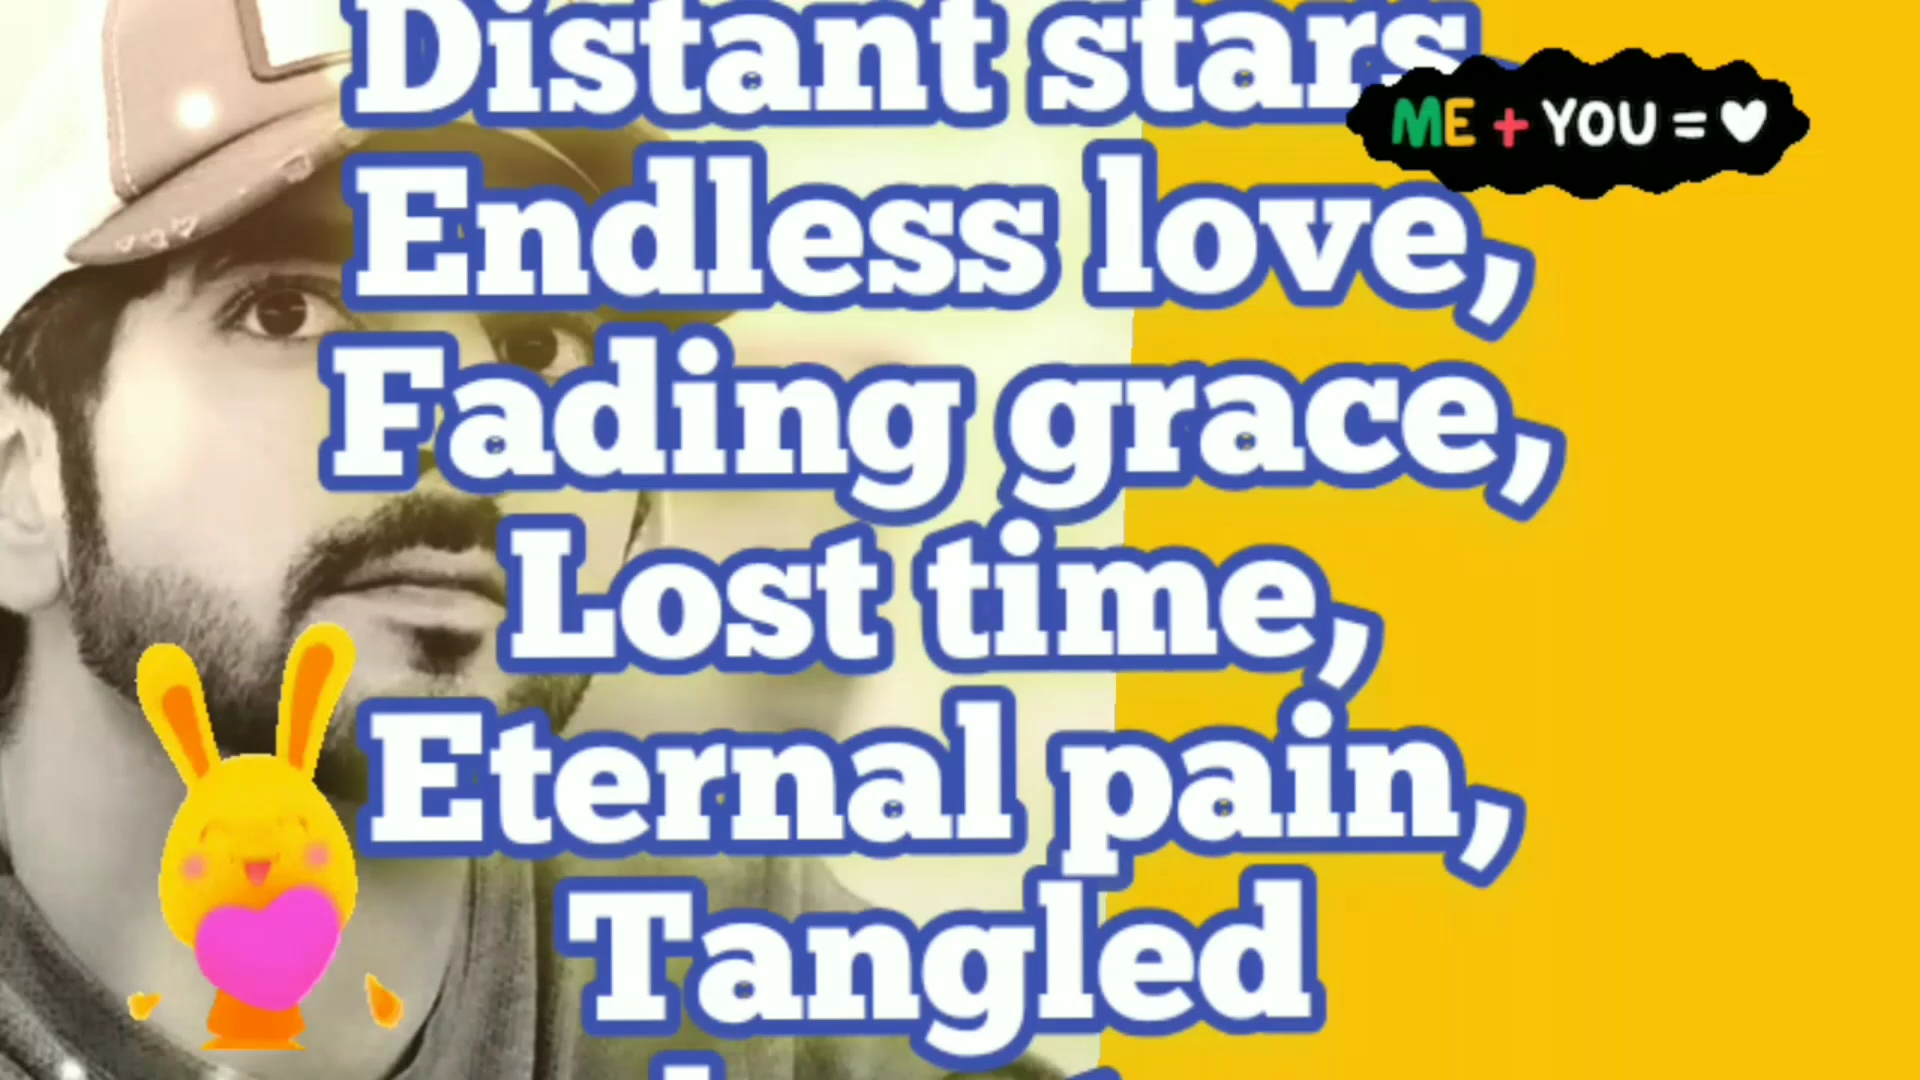 Distant stars
ME + YOU =
Endless love,
Fading grace,
Lost time,
Eternal pain,
Tangled